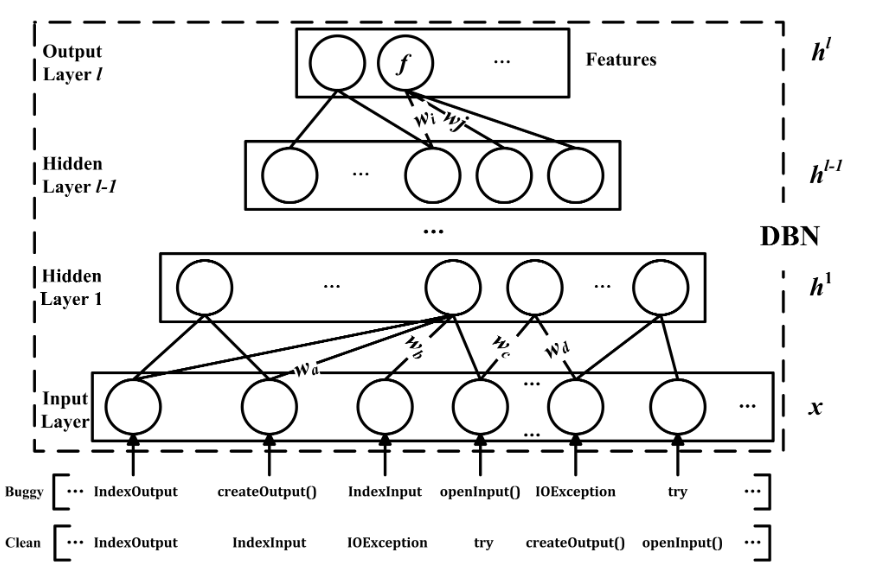 Output
Layer l
f
...
Features
h^l
w_i
w_j
Hidden
Layer l-1
...
h^{l-1}
...
DBN
Hidden
Layer 1
...
...
h^1
w_a
w_b
w_c
w_d
Input
Layer
...
...
...
x
Buggy [ ... IndexOutput createOutput() IndexInput openInput() IOException try ... ]
Clean [ ... IndexOutput IndexInput IOException try createOutput() openInput() ... ]